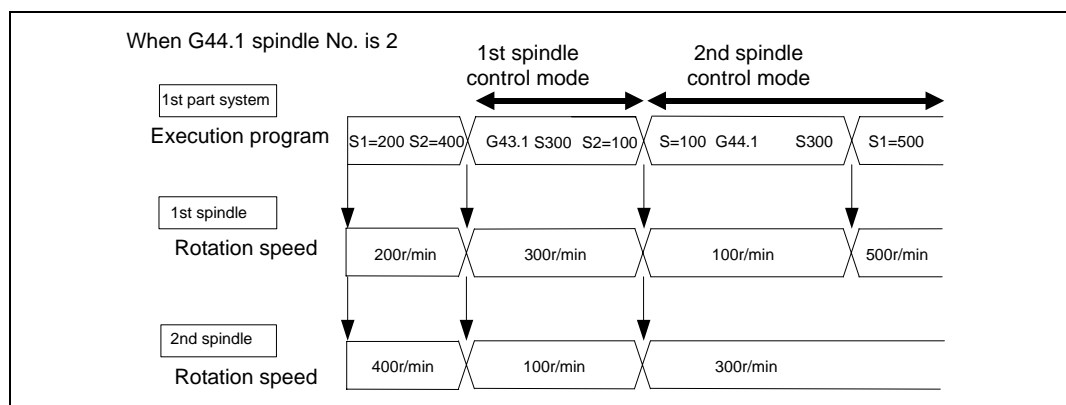 When G44.1 spindle No. is 2
1st spindle
control mode
2nd spindle
control mode
1st part system
Execution program
S1=200 S2=400
G43.1 S300 S2=100
S=100 G44.1 S300
S1=500
1st spindle
Rotation speed
200r/min
300r/min
100r/min
500r/min
2nd spindle
Rotation speed
400r/min
100r/min
300r/min